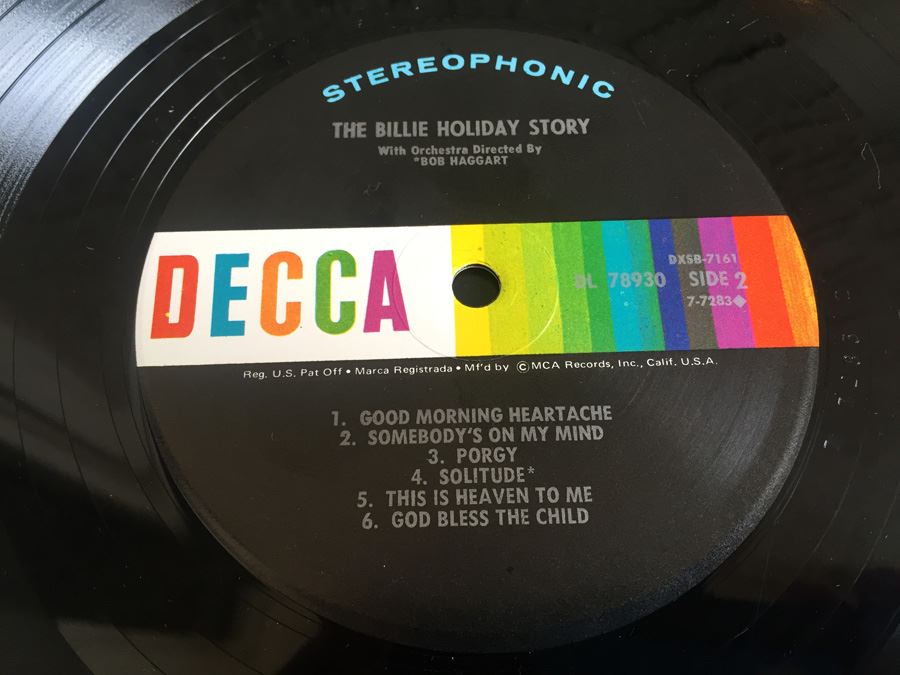 STEREOPHONIC
THE BILLIE HOLIDAY STORY
With Orchestra Directed By
*BOB HAGGART
DECCA
DXSB-7161
DL 78930 SIDE 2
7-7283◆
Reg. U.S. Pat Off • Marca Registrada • Mf'd by ⓒ MCA Records, Inc., Calif. U.S.A.
1. GOOD MORNING HEARTACHE
2. SOMEBODY'S ON MY MIND
3. PORGY
4. SOLITUDE*
5. THIS IS HEAVEN TO ME
6. GOD BLESS THE CHILD